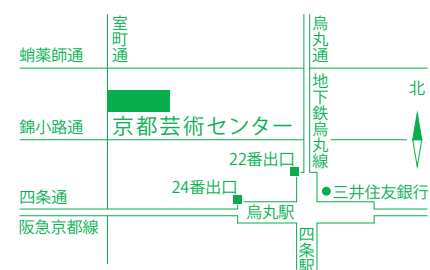 室町通
烏丸通
蛸薬師通
地下鉄烏丸線
北
錦小路通
京都芸術センター
22番出口
24番出口
三井住友銀行
四条通
烏丸駅
阪急京都線
四条駅